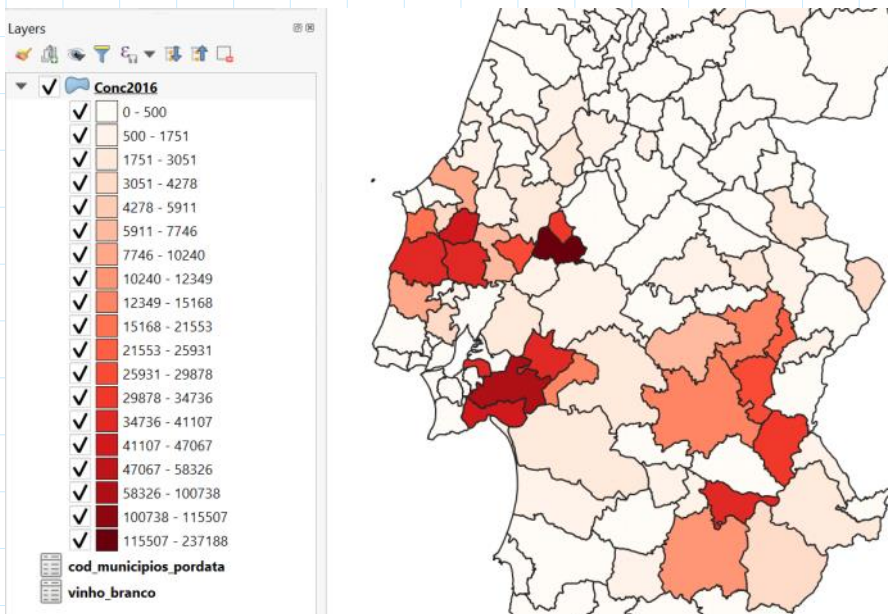 Layers
Conc2016
0 - 500
500 - 1751
1751 - 3051
3051 - 4278
4278 - 5911
5911 - 7746
7746 - 10240
10240 - 12349
12349 - 15168
15168 - 21553
21553 - 25931
25931 - 29878
29878 - 34736
34736 - 41107
41107 - 47067
47067 - 58326
58326 - 100738
100738 - 115507
115507 - 237188
cod_municipios_pordata
vinho_branco